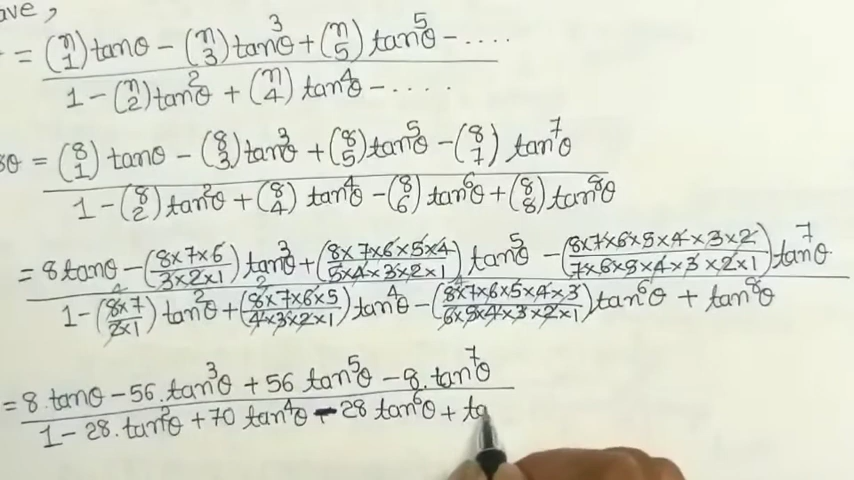 ave,
= (n 1) tanθ − (n 3) tan³θ + (n 5) tan⁵θ − ....
1 − (n 2) tan²θ + (n 4) tan⁴θ − ....
8θ = (8 1) tanθ − (8 3) tan³θ + (8 5) tan⁵θ − (8 7) tan⁷θ
1 − (8 2) tan²θ + (8 4) tan⁴θ − (8 6) tan⁶θ + (8 8) tan⁸θ
= 8 tanθ − (8×7×6 / 3×2×1) tan³θ + (8×7×6×5×4 / 5×4×3×2×1) tan⁵θ − (8×7×6×5×4×3×2 / 7×6×5×4×3×2×1) tan⁷θ
1 − (8×7 / 2×1) tan²θ + (8×7×6×5 / 4×3×2×1) tan⁴θ − (8×7×6×5×4×3 / 6×5×4×3×2×1) tan⁶θ + tan⁸θ
= 8.tanθ − 56.tan³θ + 56 tan⁵θ − 8.tan⁷θ
1 − 28.tan²θ + 70 tan⁴θ − 28 tan⁶θ + ta